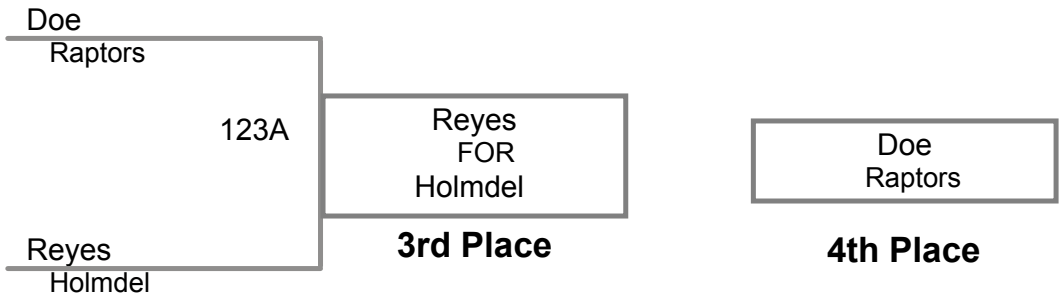 Doe
Raptors
123A
Reyes
FOR
Holmdel
3rd Place
Doe
Raptors
4th Place
Reyes
Holmdel